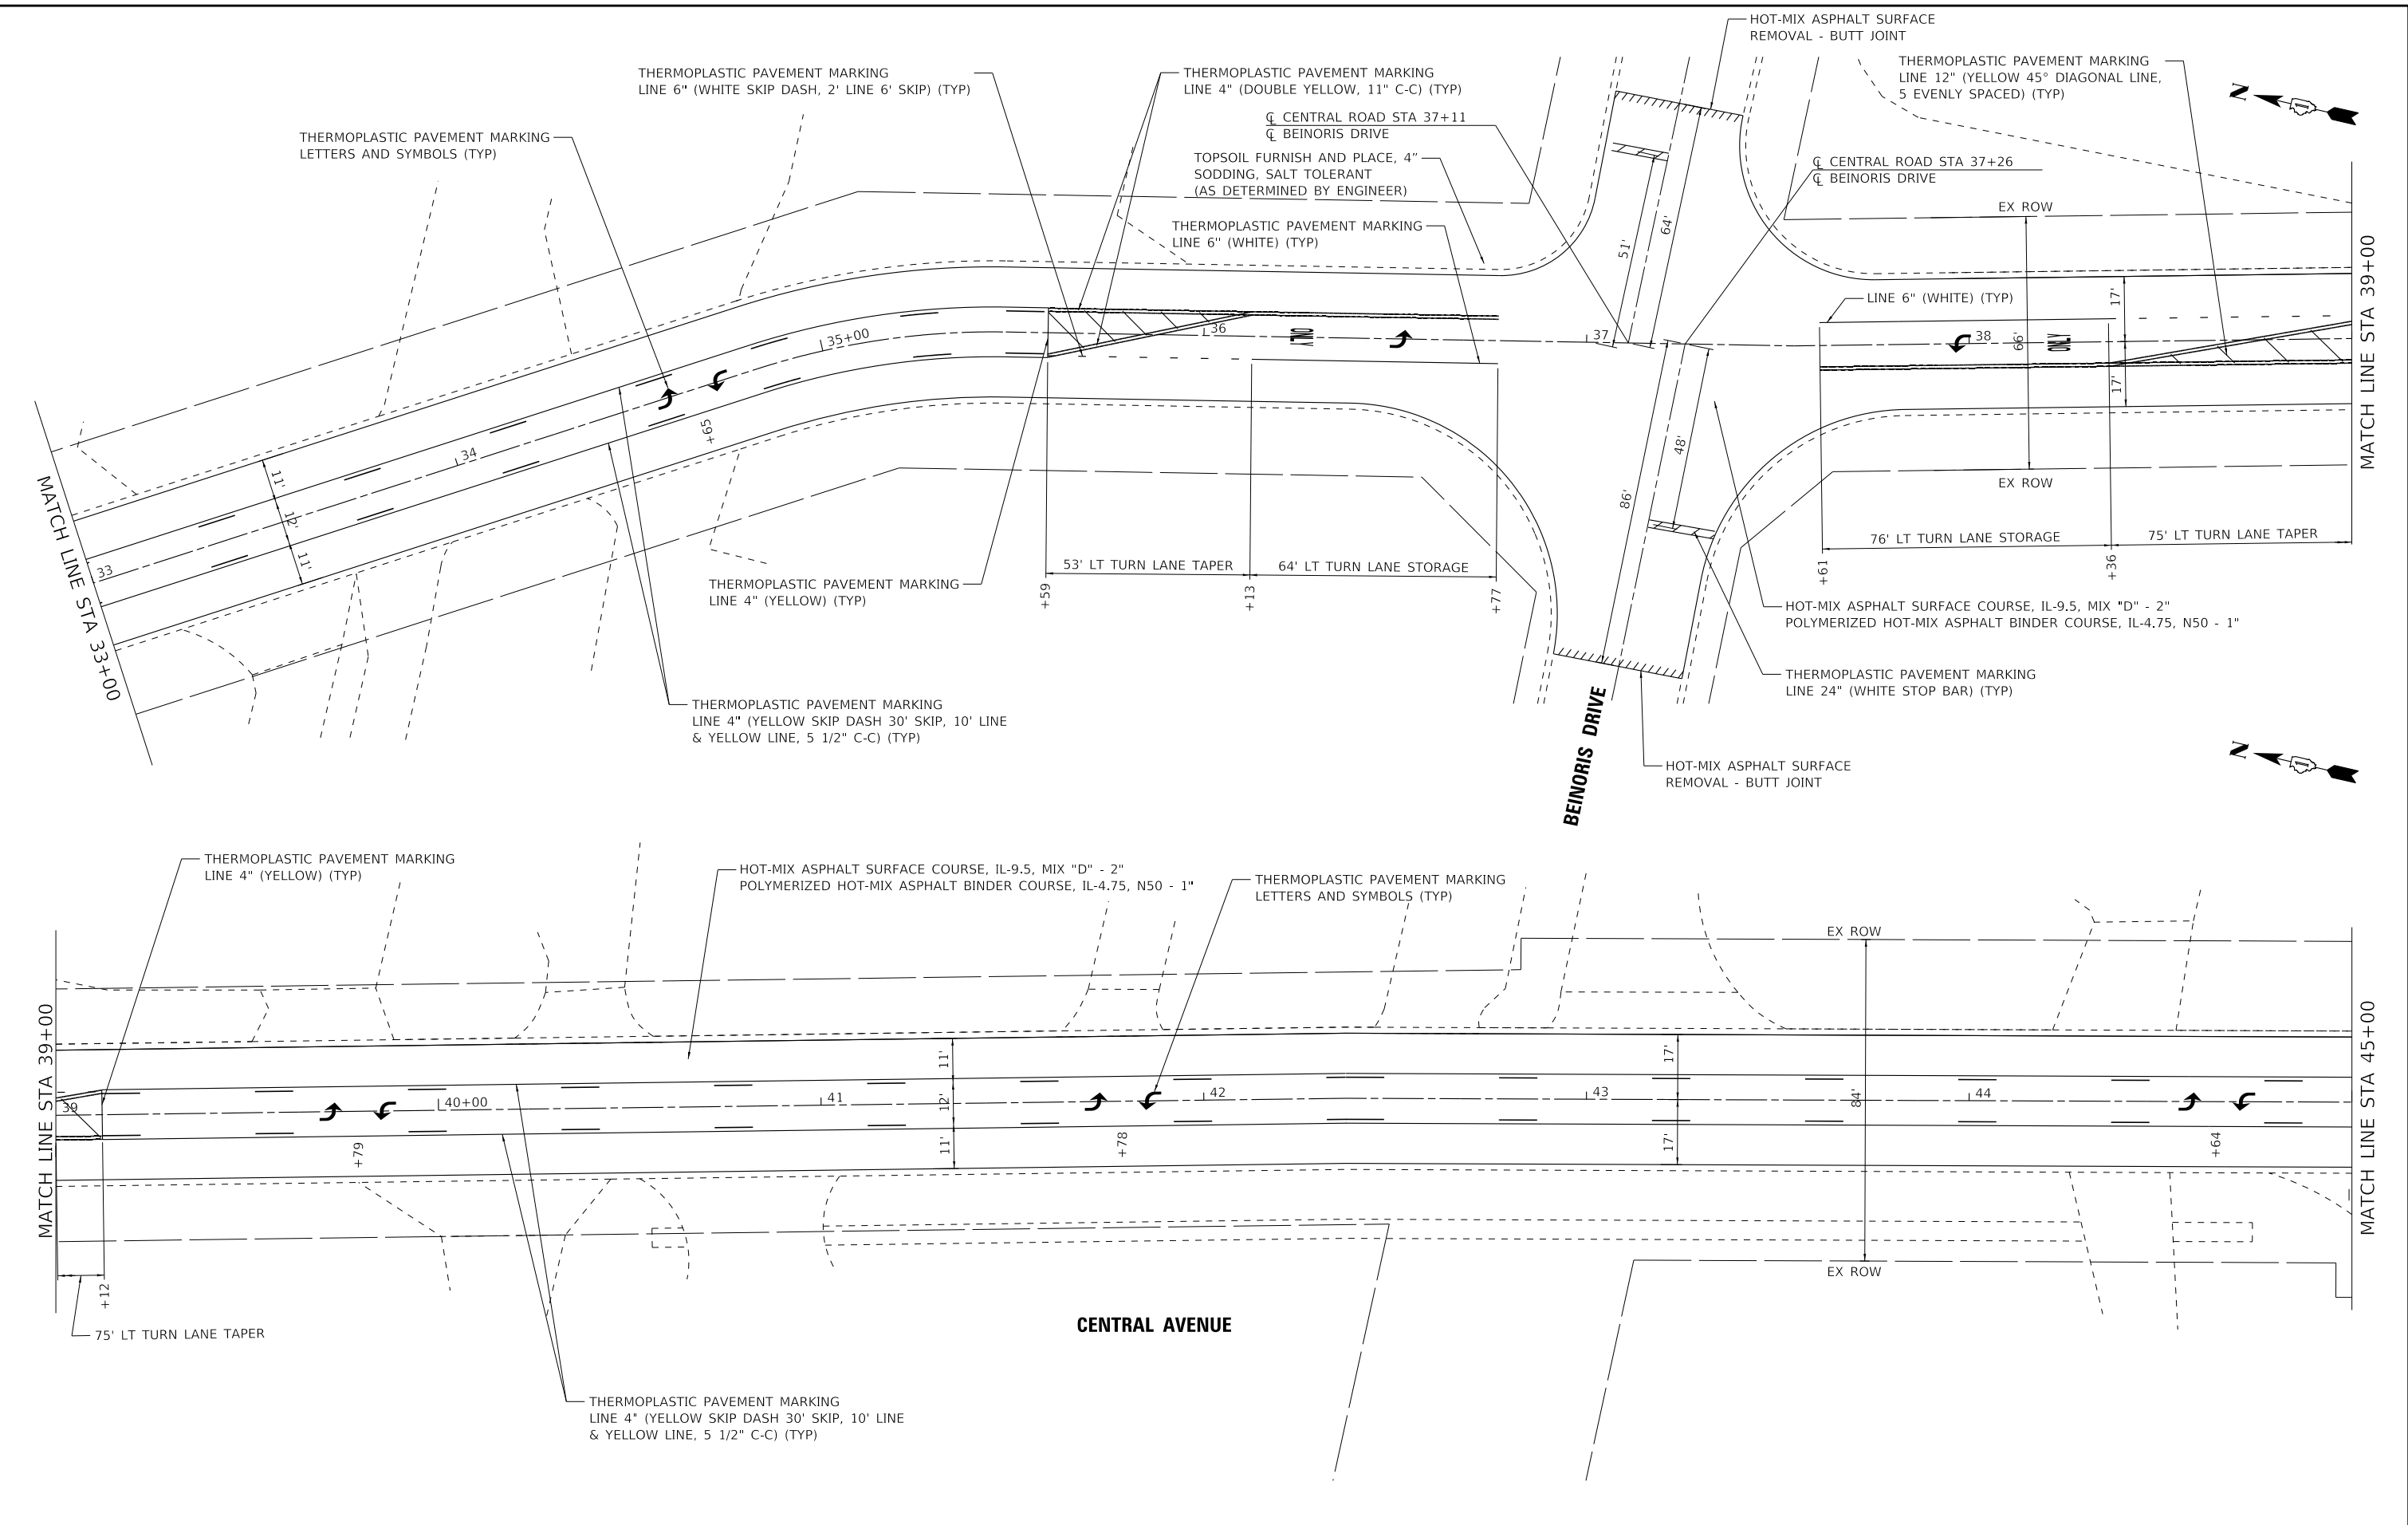 HOT-MIX ASPHALT SURFACE
REMOVAL - BUTT JOINT
THERMOPLASTIC PAVEMENT MARKING
LINE 6" (WHITE SKIP DASH, 2' LINE 6' SKIP) (TYP)
THERMOPLASTIC PAVEMENT MARKING
LINE 4" (DOUBLE YELLOW, 11" C-C) (TYP)
THERMOPLASTIC PAVEMENT MARKING
LINE 12" (YELLOW 45° DIAGONAL LINE,
5 EVENLY SPACED) (TYP)
N
THERMOPLASTIC PAVEMENT MARKING
LETTERS AND SYMBOLS (TYP)
℄ CENTRAL ROAD STA 37+11
℄ BEINORIS DRIVE
TOPSOIL FURNISH AND PLACE, 4"
SODDING, SALT TOLERANT
(AS DETERMINED BY ENGINEER)
℄ CENTRAL ROAD STA 37+26
℄ BEINORIS DRIVE
THERMOPLASTIC PAVEMENT MARKING
LINE 6" (WHITE) (TYP)
51'
64'
EX ROW
LINE 6" (WHITE) (TYP)
17'
66'
17'
MATCH LINE STA 39+00
33
34
35+00
36
37
38
ONLY
ONLY
+65
11'
12'
11'
MATCH LINE STA 33+00
48'
86'
EX ROW
53' LT TURN LANE TAPER
64' LT TURN LANE STORAGE
76' LT TURN LANE STORAGE
75' LT TURN LANE TAPER
+59
+13
+77
+61
+36
THERMOPLASTIC PAVEMENT MARKING
LINE 4" (YELLOW) (TYP)
HOT-MIX ASPHALT SURFACE COURSE, IL-9.5, MIX "D" - 2"
POLYMERIZED HOT-MIX ASPHALT BINDER COURSE, IL-4.75, N50 - 1"
THERMOPLASTIC PAVEMENT MARKING
LINE 24" (WHITE STOP BAR) (TYP)
THERMOPLASTIC PAVEMENT MARKING
LINE 4" (YELLOW SKIP DASH 30' SKIP, 10' LINE
& YELLOW LINE, 5 1/2" C-C) (TYP)
BEINORIS DRIVE
HOT-MIX ASPHALT SURFACE
REMOVAL - BUTT JOINT
N
THERMOPLASTIC PAVEMENT MARKING
LINE 4" (YELLOW) (TYP)
HOT-MIX ASPHALT SURFACE COURSE, IL-9.5, MIX "D" - 2"
POLYMERIZED HOT-MIX ASPHALT BINDER COURSE, IL-4.75, N50 - 1"
THERMOPLASTIC PAVEMENT MARKING
LETTERS AND SYMBOLS (TYP)
EX ROW
MATCH LINE STA 39+00
39
40+00
41
42
43
44
11'
12'
11'
17'
17'
84'
+79
+78
+64
MATCH LINE STA 45+00
+12
EX ROW
75' LT TURN LANE TAPER
CENTRAL AVENUE
THERMOPLASTIC PAVEMENT MARKING
LINE 4" (YELLOW SKIP DASH 30' SKIP, 10' LINE
& YELLOW LINE, 5 1/2" C-C) (TYP)